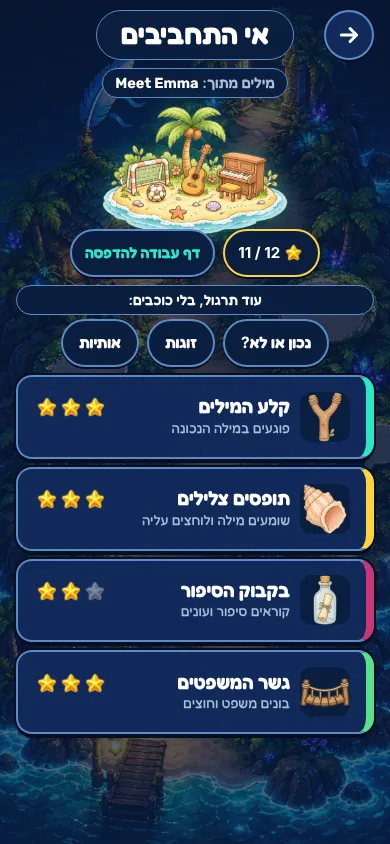 אי התחביבים
מילים מתוך: Meet Emma
11 / 12
דף עבודה להדפסה
עוד תרגול, בלי כוכבים:
נכון או לא?
זוגות
אותיות
קלע המילים
פוגעים במילה הנכונה
תופסים צלילים
שומעים מילה ולוחצים עליה
בקבוק הסיפור
קוראים סיפור ועונים
גשר המשפטים
בונים משפט וחוצים